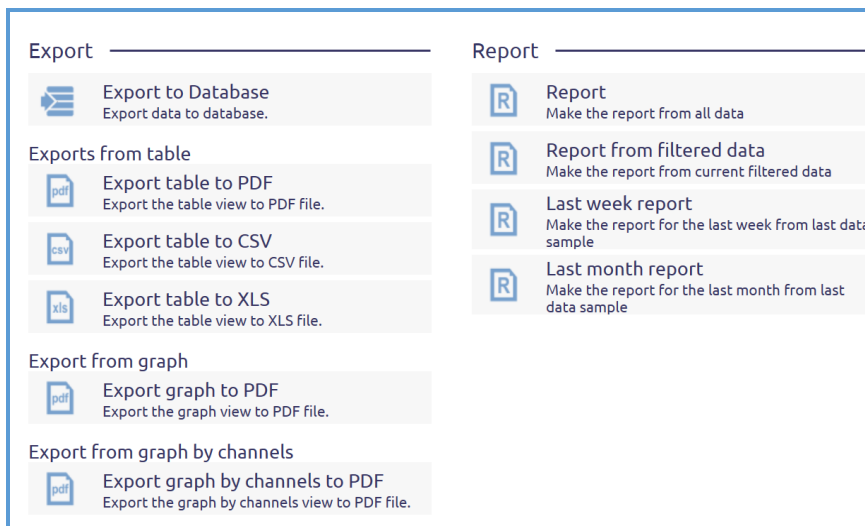 Export
Export to Database
Export data to database.
Exports from table
pdf
Export table to PDF
Export the table view to PDF file.
csv
Export table to CSV
Export the table view to CSV file.
xls
Export table to XLS
Export the table view to XLS file.
Export from graph
pdf
Export graph to PDF
Export the graph view to PDF file.
Export from graph by channels
pdf
Export graph by channels to PDF
Export the graph by channels view to PDF file.
Report
R
Report
Make the report from all data
R
Report from filtered data
Make the report from current filtered data
R
Last week report
Make the report for the last week from last data
sample
R
Last month report
Make the report for the last month from last
data sample